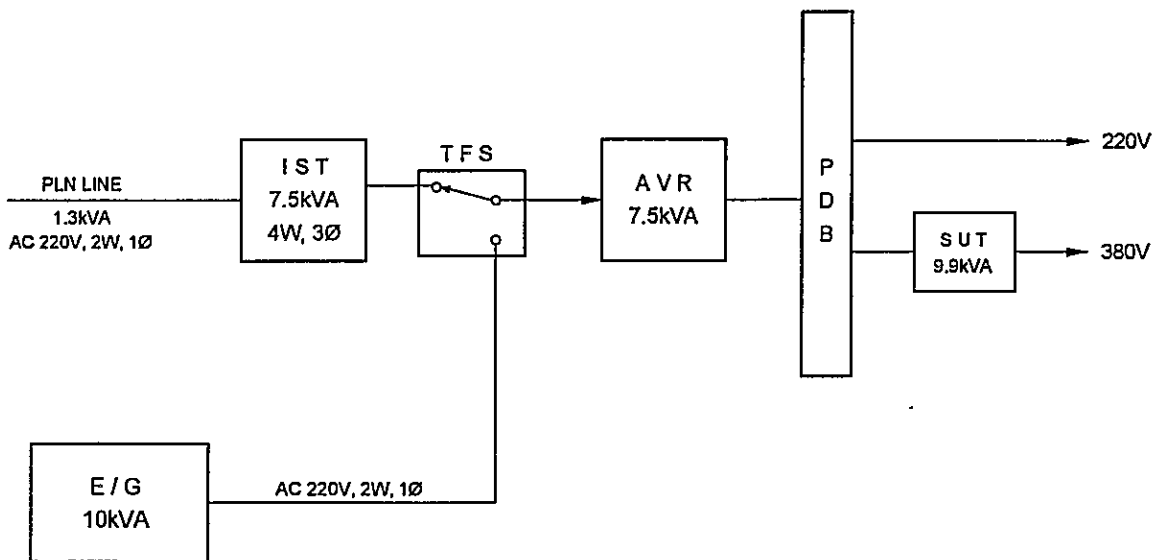 PLN LINE
1.3kVA
AC 220V, 2W, 1Ø
I S T
7.5kVA
4W, 3Ø
T F S
A V R
7.5kVA
P
D
B
220V
S U T
9.9kVA
380V
E / G
10kVA
AC 220V, 2W, 1Ø